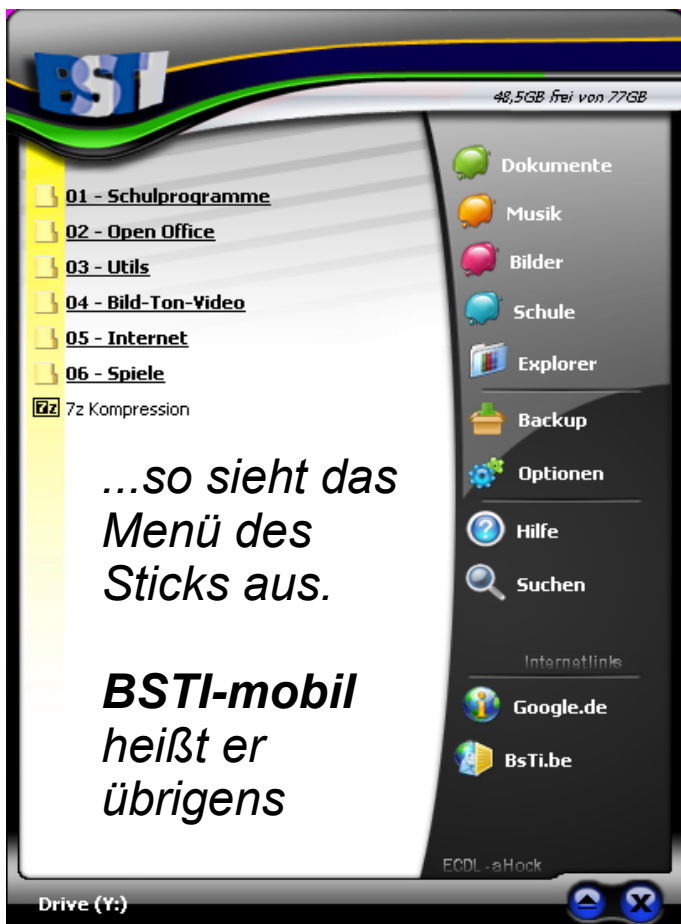 BSTI
48,5GB frei von 77GB
01 - Schulprogramme
02 - Open Office
03 - Utils
04 - Bild-Ton-Video
05 - Internet
06 - Spiele
7z 7z Kompression
...so sieht das
Menü des
Sticks aus.
BSTI-mobil
heißt er
übrigens
Dokumente
Musik
Bilder
Schule
Explorer
Backup
Optionen
Hilfe
Suchen
Internetlinks
Google.de
BsTi.be
ECDL-aHock
Drive (Y:)